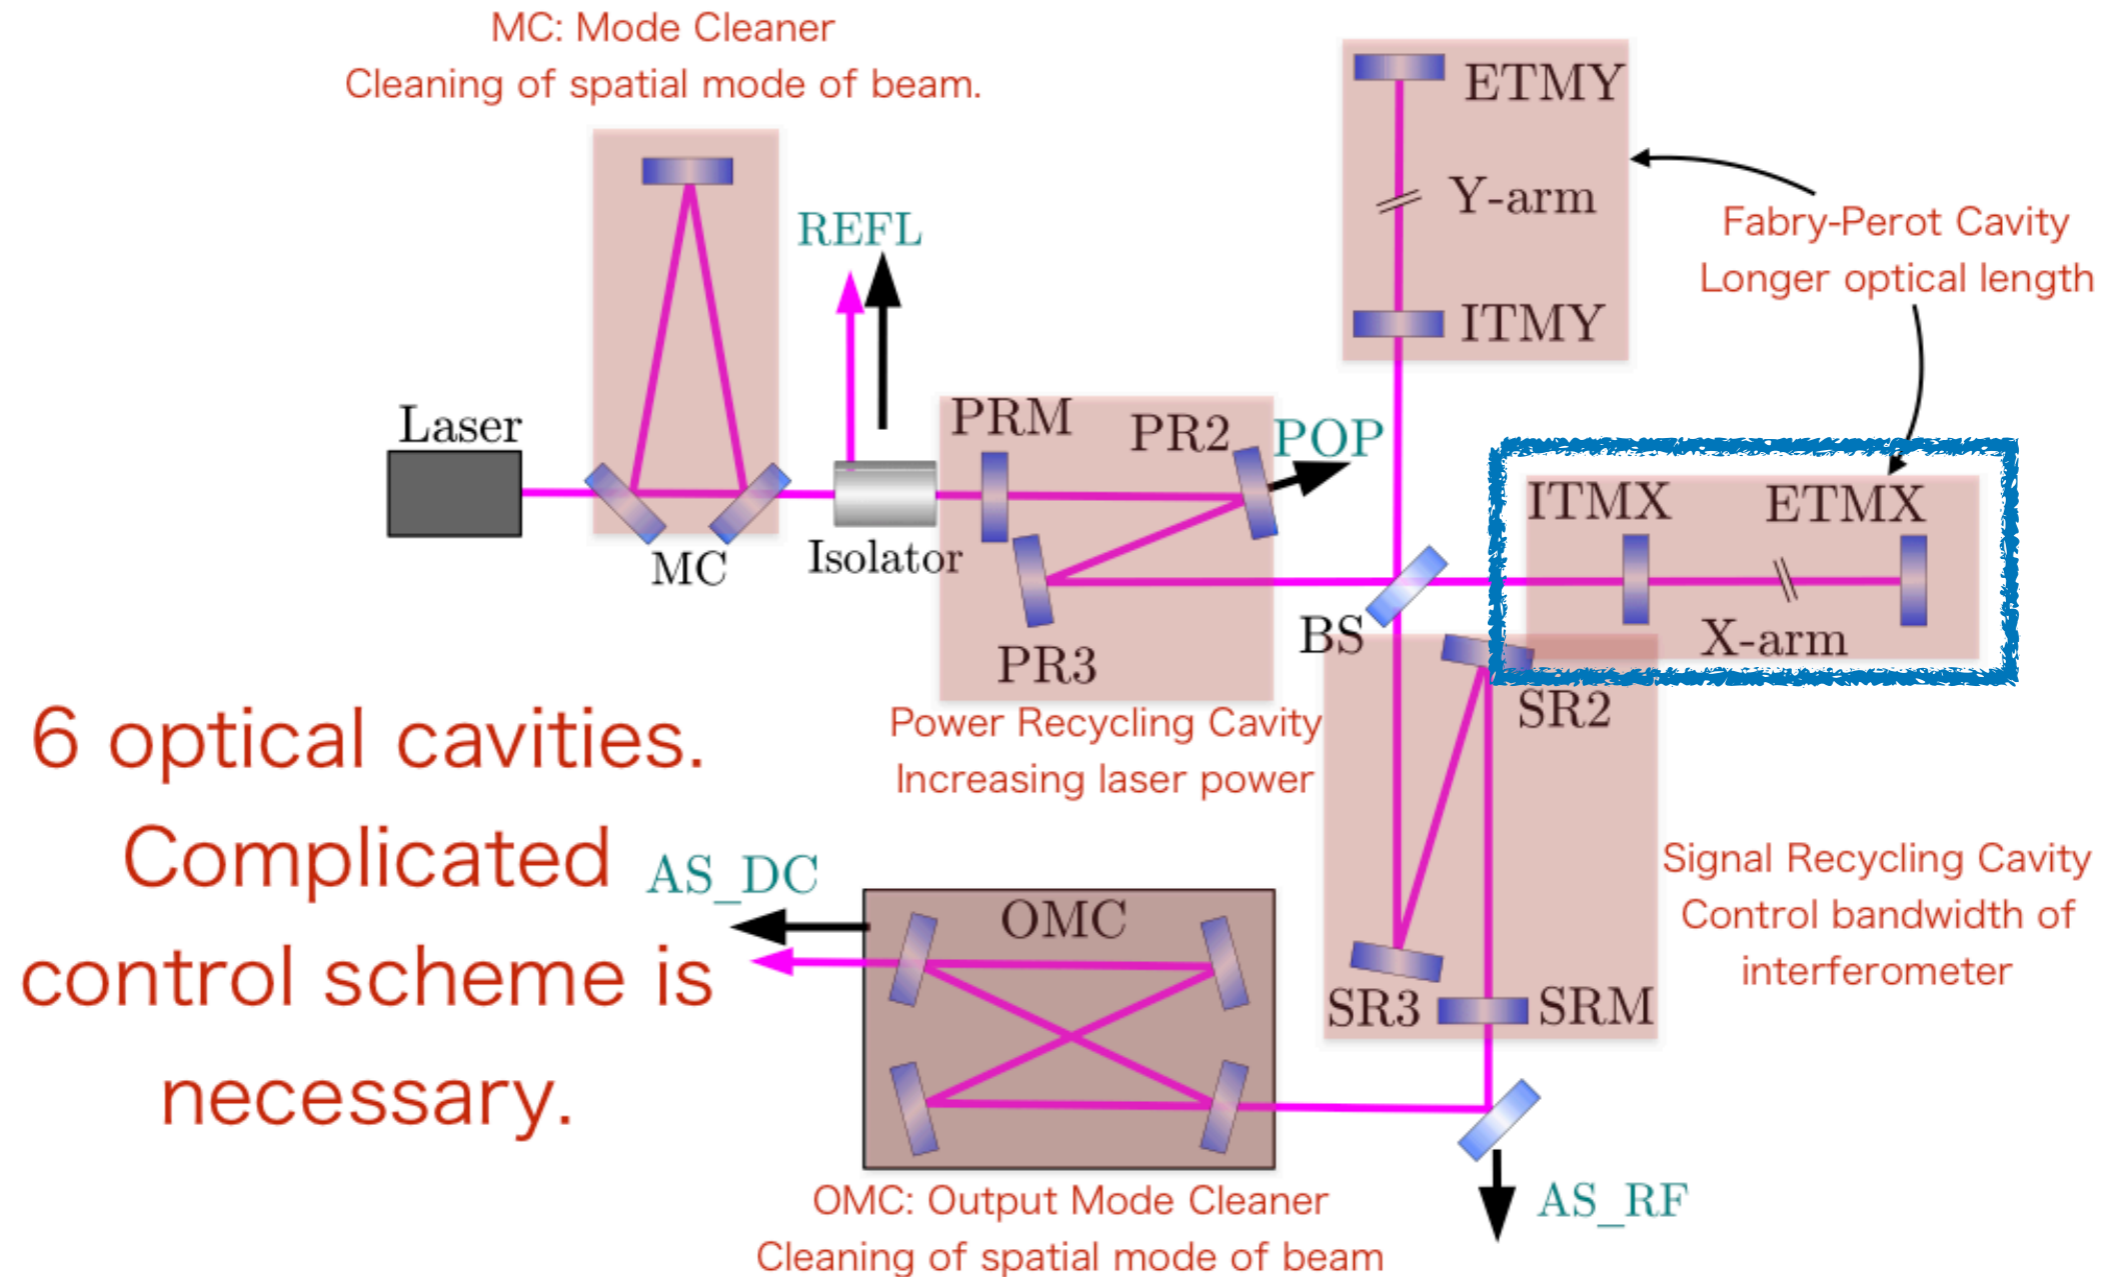 MC: Mode Cleaner
Cleaning of spatial mode of beam.
ETMY
Y-arm
ITMY
Fabry-Perot Cavity
Longer optical length
REFL
Laser
MC
Isolator
PRM
PR2
POP
PR3
BS
ITMX
ETMX
X-arm
Power Recycling Cavity
Increasing laser power
SR2
SR3
SRM
Signal Recycling Cavity
Control bandwidth of
interferometer
6 optical cavities.
Complicated
control scheme is
necessary.
AS_DC
OMC
OMC: Output Mode Cleaner
Cleaning of spatial mode of beam
AS_RF